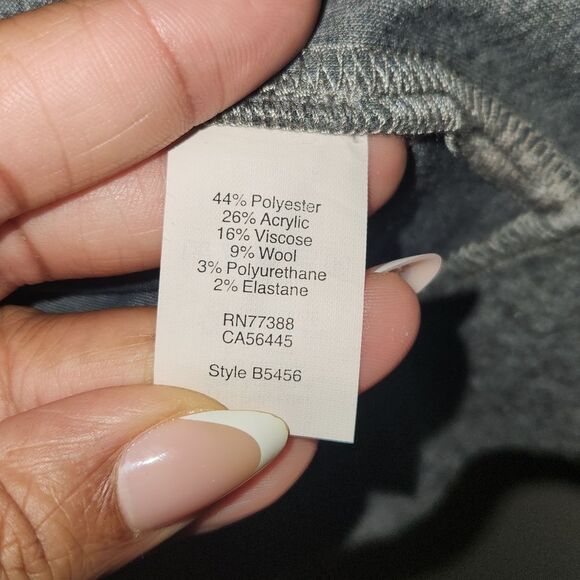 44% Polyester
26% Acrylic
16% Viscose
9% Wool
3% Polyurethane
2% Elastane
RN77388
CA56445
Style B5456